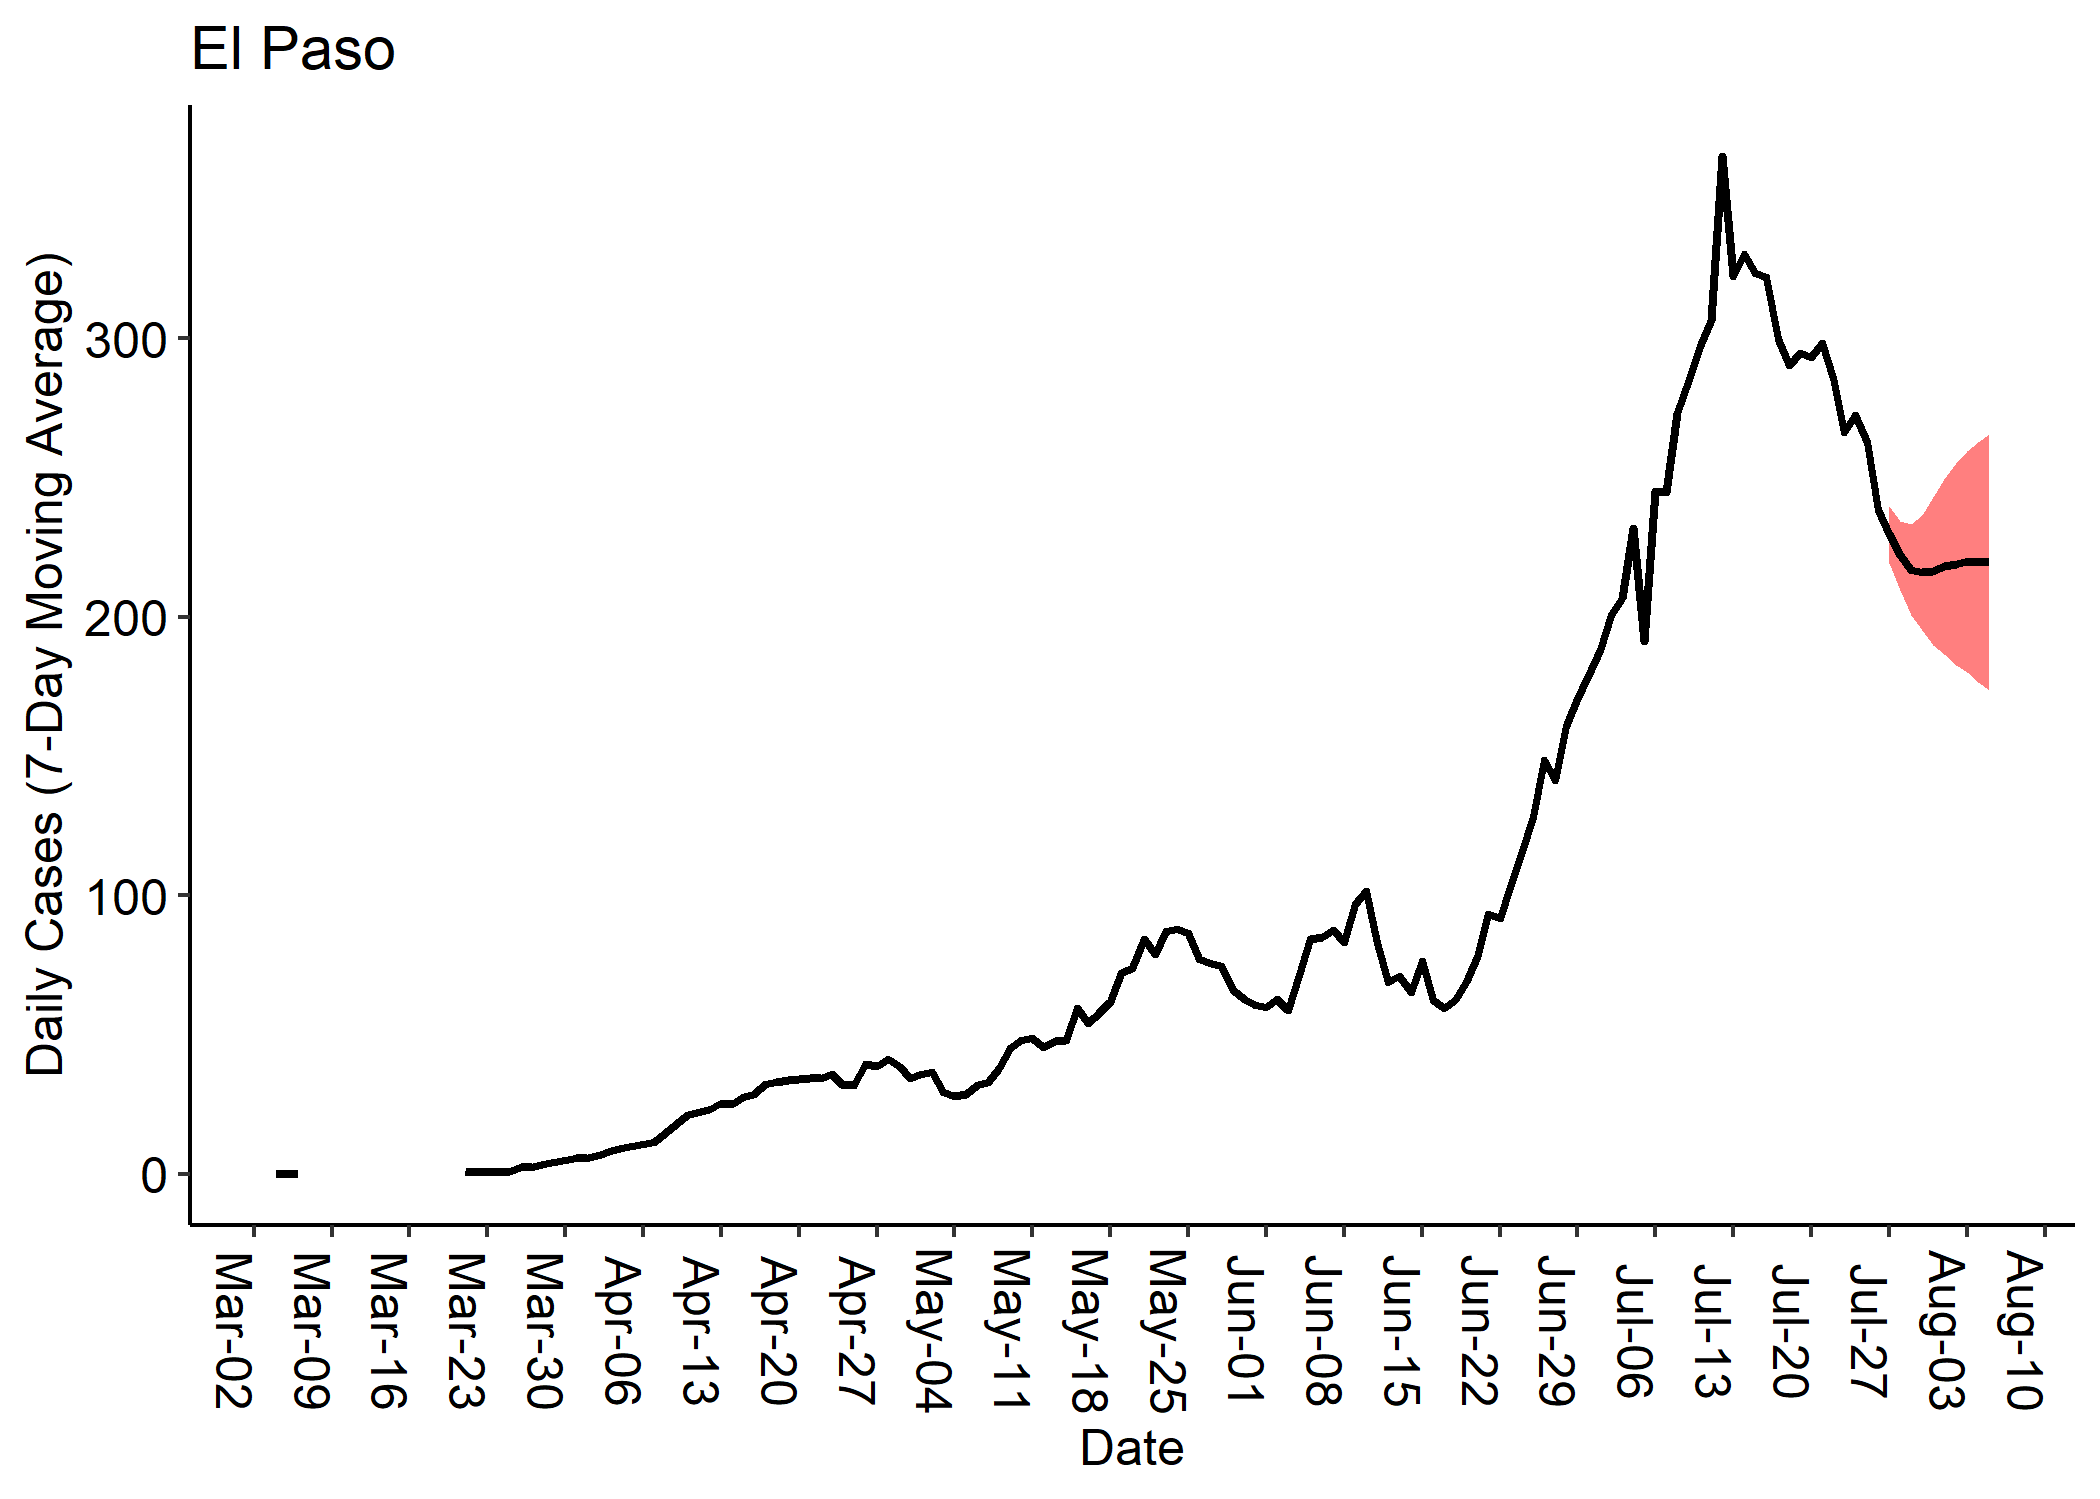 El Paso
Daily Cases (7-Day Moving Average)
300
200
100
0
Mar-02
Mar-09
Mar-16
Mar-23
Mar-30
Apr-06
Apr-13
Apr-20
Apr-27
May-04
May-11
May-18
May-25
Jun-01
Jun-08
Jun-15
Jun-22
Jun-29
Jul-06
Jul-13
Jul-20
Jul-27
Aug-03
Aug-10
Date